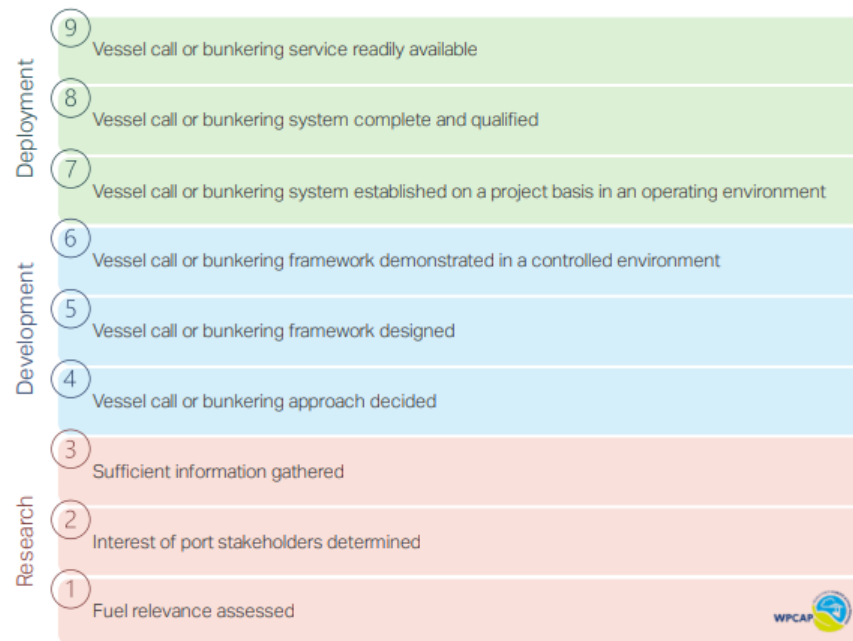 Deployment
9
Vessel call or bunkering service readily available
8
Vessel call or bunkering system complete and qualified
7
Vessel call or bunkering system established on a project basis in an operating environment
Development
6
Vessel call or bunkering framework demonstrated in a controlled environment
5
Vessel call or bunkering framework designed
4
Vessel call or bunkering approach decided
Research
3
Sufficient information gathered
2
Interest of port stakeholders determined
1
Fuel relevance assessed
WPCAP